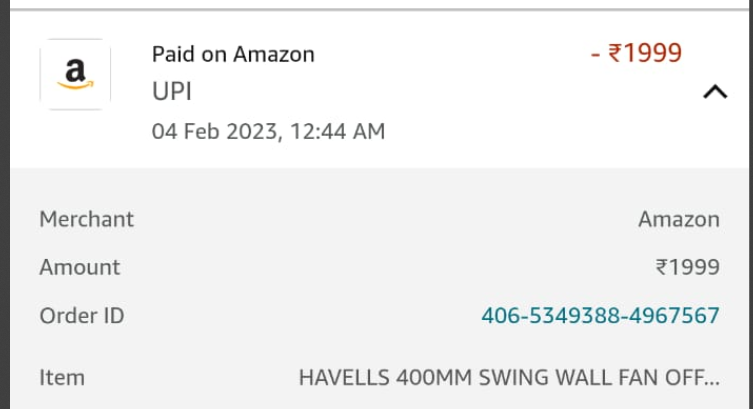 a
Paid on Amazon - ₹1999
UPI
04 Feb 2023, 12:44 AM
Merchant Amazon
Amount ₹1999
Order ID 406-5349388-4967567
Item HAVELLS 400MM SWING WALL FAN OFF...